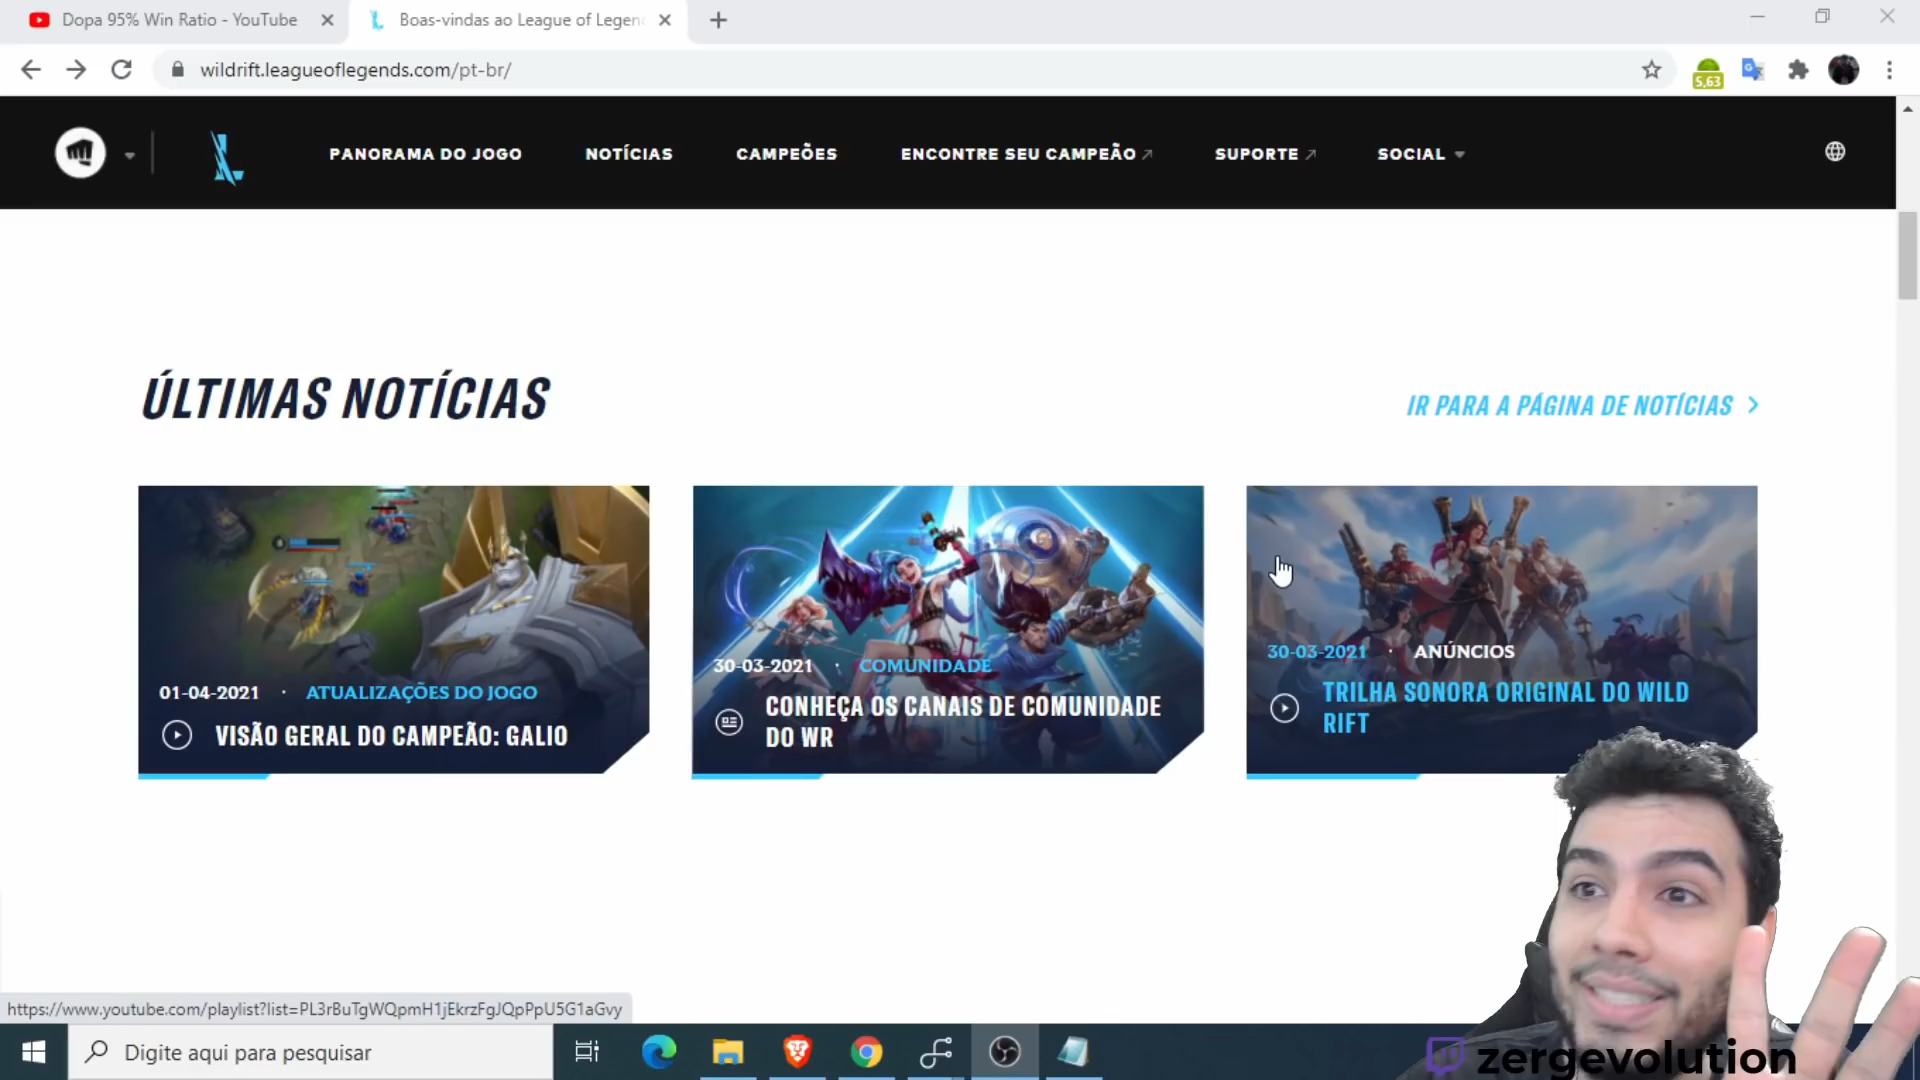 Dopa 95% Win Ratio - YouTube
Boas-vindas ao League of Legen
wildrift.leagueoflegends.com/pt-br/
5,63
PANORAMA DO JOGO
NOTÍCIAS
CAMPEÕES
ENCONTRE SEU CAMPEÃO
SUPORTE
SOCIAL
ÚLTIMAS NOTÍCIAS
IR PARA A PÁGINA DE NOTÍCIAS
01-04-2021 · ATUALIZAÇÕES DO JOGO
VISÃO GERAL DO CAMPEÃO: GALIO
30-03-2021 · COMUNIDADE
CONHEÇA OS CANAIS DE COMUNIDADE
DO WR
30-03-2021 · ANÚNCIOS
TRILHA SONORA ORIGINAL DO WILD
RIFT
https://www.youtube.com/playlist?list=PL3rBuTgWQpmH1jEkrzFgJQpPpU5G1aGvy
Digite aqui para pesquisar
zergevolution